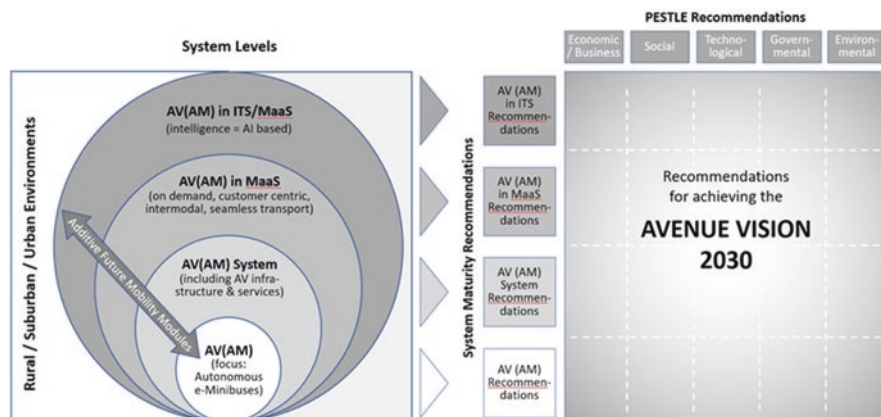 PESTLE Recommendations
System Levels
Economic
/ Business
Social
Techno-
logical
Govern-
mental
Environ-
mental
Rural / Suburban / Urban Environments
AV(AM) in ITS/MaaS
(intelligence = AI based)
AV(AM) in MaaS
(on demand, customer centric,
intermodal, seamless transport)
AV(AM) System
(including AV infra-
structure & services)
AV(AM)
(focus:
Autonomous
e-Minibuses)
Additive Future Mobility Modules
System Maturity Recommendations
AV (AM)
in ITS
Recommen-
dations
AV (AM)
in MaaS
Recommen-
dations
AV (AM)
System
Recommen-
dations
AV (AM)
Recommen-
dations
Recommendations
for achieving the
AVENUE VISION
2030